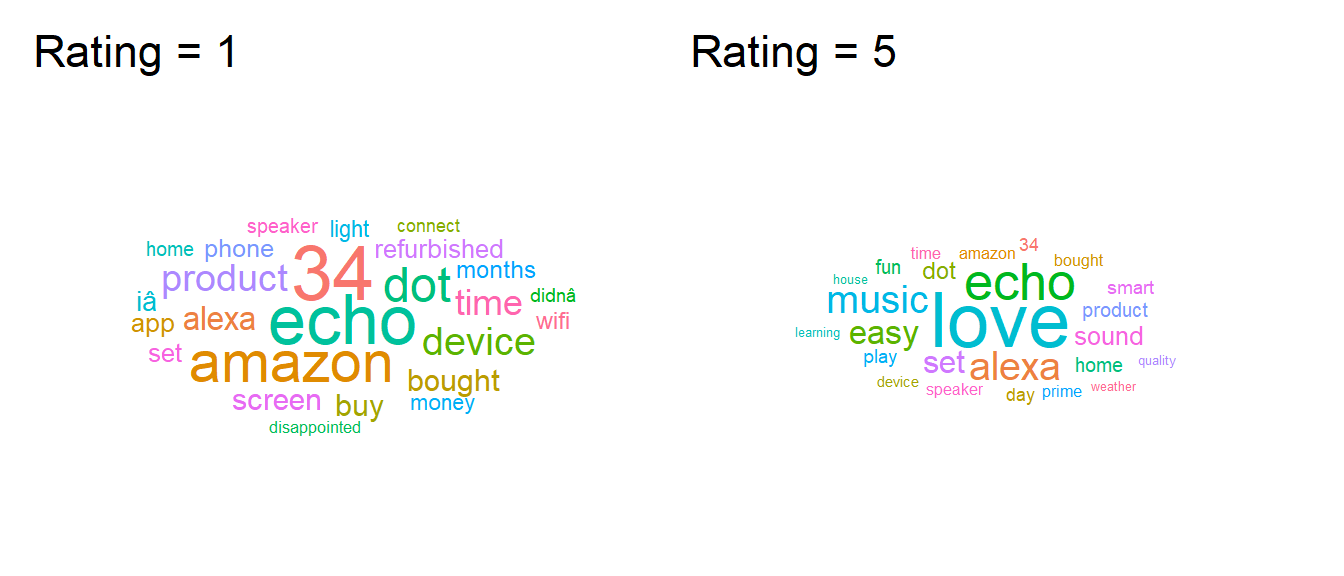 Rating = 1
speaker light connect
home phone 34 refurbished
product dot months
iâ time didnâ
app alexa echo wifi
set amazon device
screen buy bought
money
disappointed
Rating = 5
time amazon 34
fun dot echo bought
house
music love smart
product
learning easy sound
play set alexa home quality
device speaker day prime weather